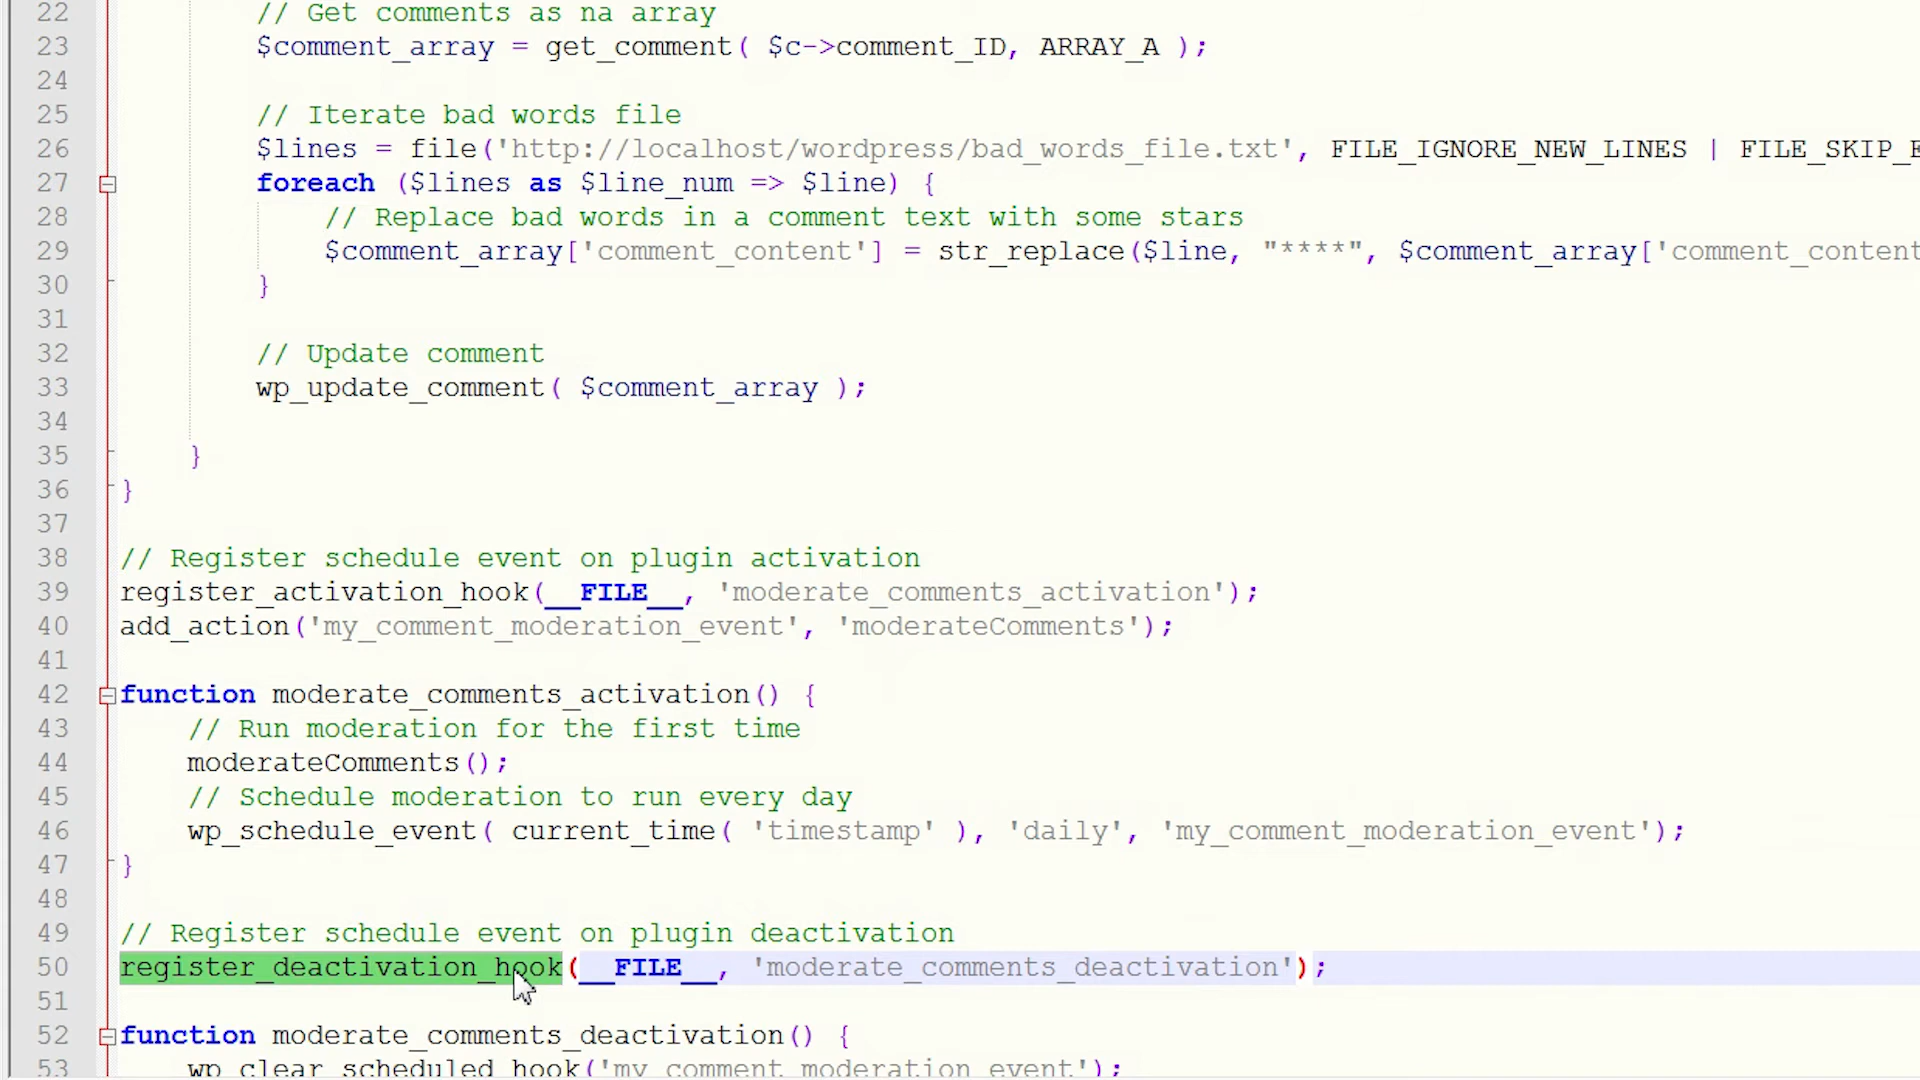 22 // Get comments as na array
23 $comment_array = get_comment( $c->comment_ID, ARRAY_A );
24
25 // Iterate bad words file
26 $lines = file('http://localhost/wordpress/bad_words_file.txt', FILE_IGNORE_NEW_LINES | FILE_SKIP_E
27 foreach ($lines as $line_num => $line) {
28 // Replace bad words in a comment text with some stars
29 $comment_array['comment_content'] = str_replace($line, "****", $comment_array['comment_content
30 }
31
32 // Update comment
33 wp_update_comment( $comment_array );
34
35 }
36 }
37
38 // Register schedule event on plugin activation
39 register_activation_hook(__FILE__, 'moderate_comments_activation');
40 add_action('my_comment_moderation_event', 'moderateComments');
41
42 function moderate_comments_activation() {
43 // Run moderation for the first time
44 moderateComments();
45 // Schedule moderation to run every day
46 wp_schedule_event( current_time( 'timestamp' ), 'daily', 'my_comment_moderation_event');
47 }
48
49 // Register schedule event on plugin deactivation
50 register_deactivation_hook(__FILE__, 'moderate_comments_deactivation');
51
52 function moderate_comments_deactivation() {
53 wp_clear_scheduled_hook('my_comment_moderation_event');